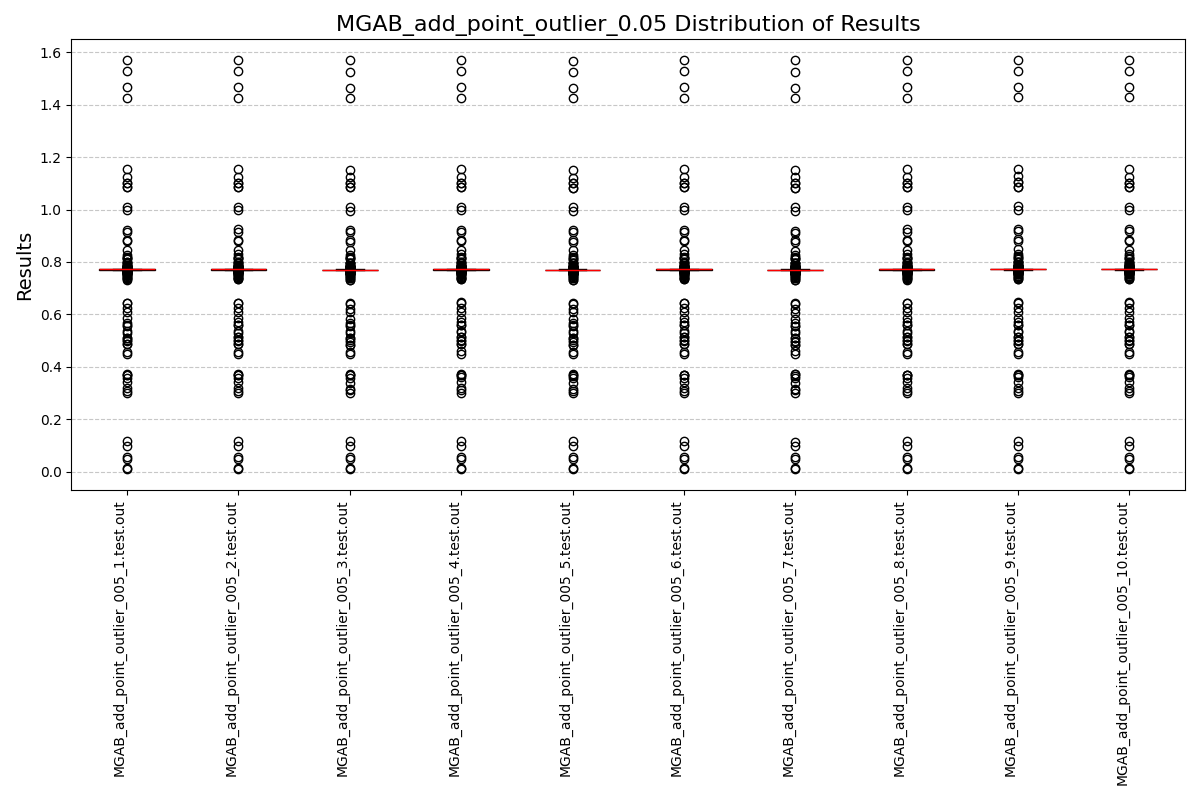 MGAB_add_point_outlier_0.05 Distribution of Results
Results
1.6
1.4
1.2
1.0
0.8
0.6
0.4
0.2
0.0
MGAB_add_point_outlier_005_1.test.out
MGAB_add_point_outlier_005_2.test.out
MGAB_add_point_outlier_005_3.test.out
MGAB_add_point_outlier_005_4.test.out
MGAB_add_point_outlier_005_5.test.out
MGAB_add_point_outlier_005_6.test.out
MGAB_add_point_outlier_005_7.test.out
MGAB_add_point_outlier_005_8.test.out
MGAB_add_point_outlier_005_9.test.out
MGAB_add_point_outlier_005_10.test.out